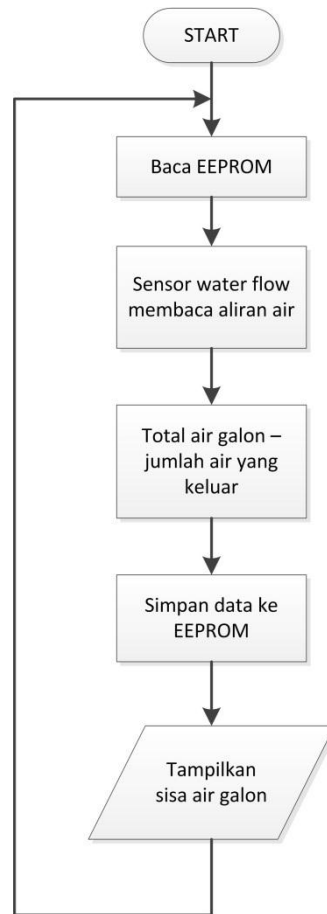 START
Baca EEPROM
Sensor water flow
membaca aliran air
Total air galon –
jumlah air yang
keluar
Simpan data ke
EEPROM
Tampilkan
sisa air galon